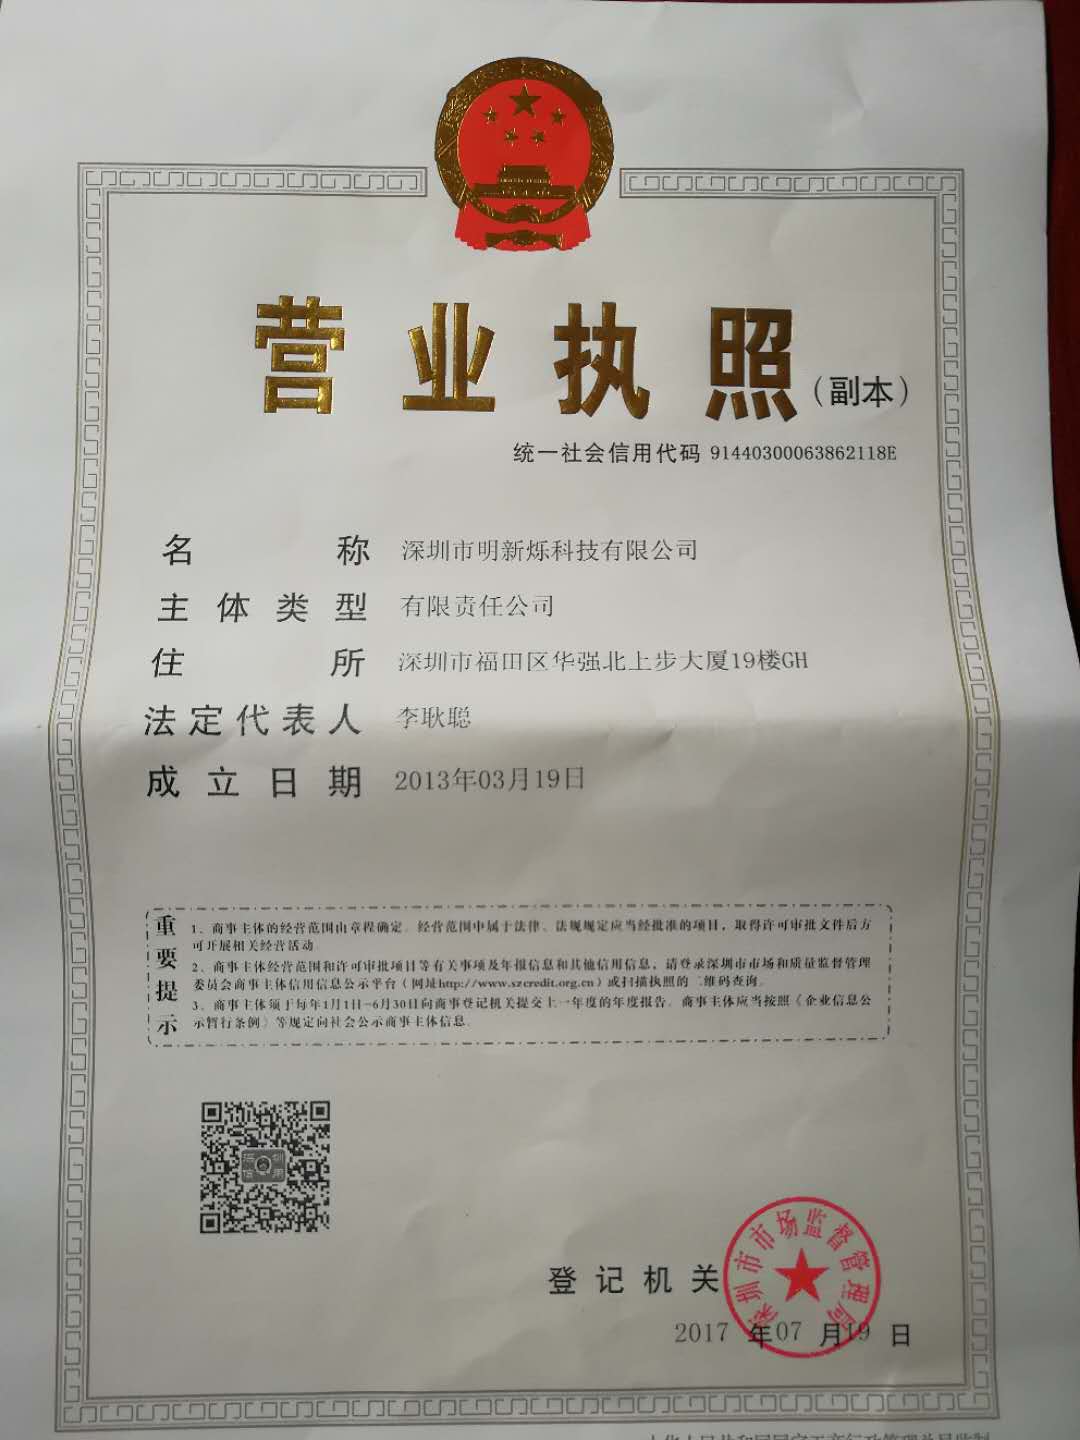 营业执照（副本）
统一社会信用代码 91440300063862118E
名称 深圳市明新烁科技有限公司
主体类型 有限责任公司
住所 深圳市福田区华强北上步大厦19楼GH
法定代表人 李耿聪
成立日期 2013年03月19日
重要提示
1、商事主体的经营范围由章程确定。经营范围中属于法律、法规规定应当经批准的项目，取得许可审批文件后方
可开展相关经营活动。
2、商事主体经营范围和许可审批项目等有关事项及年报信息和其他信用信息，请登录深圳市市场和质量监督管理
委员会商事主体信用信息公示平台（网址http://www.szcredit.org.cn）或扫描执照的二维码查询。
3、商事主体须于每年1月1日-6月30日向商事登记机关提交上一年度的年度报告。商事主体应当按照《企业信息公
示暂行条例》等规定向社会公示商事主体信息。
登记机关
深圳市市场监督管理局
2017年07月19日